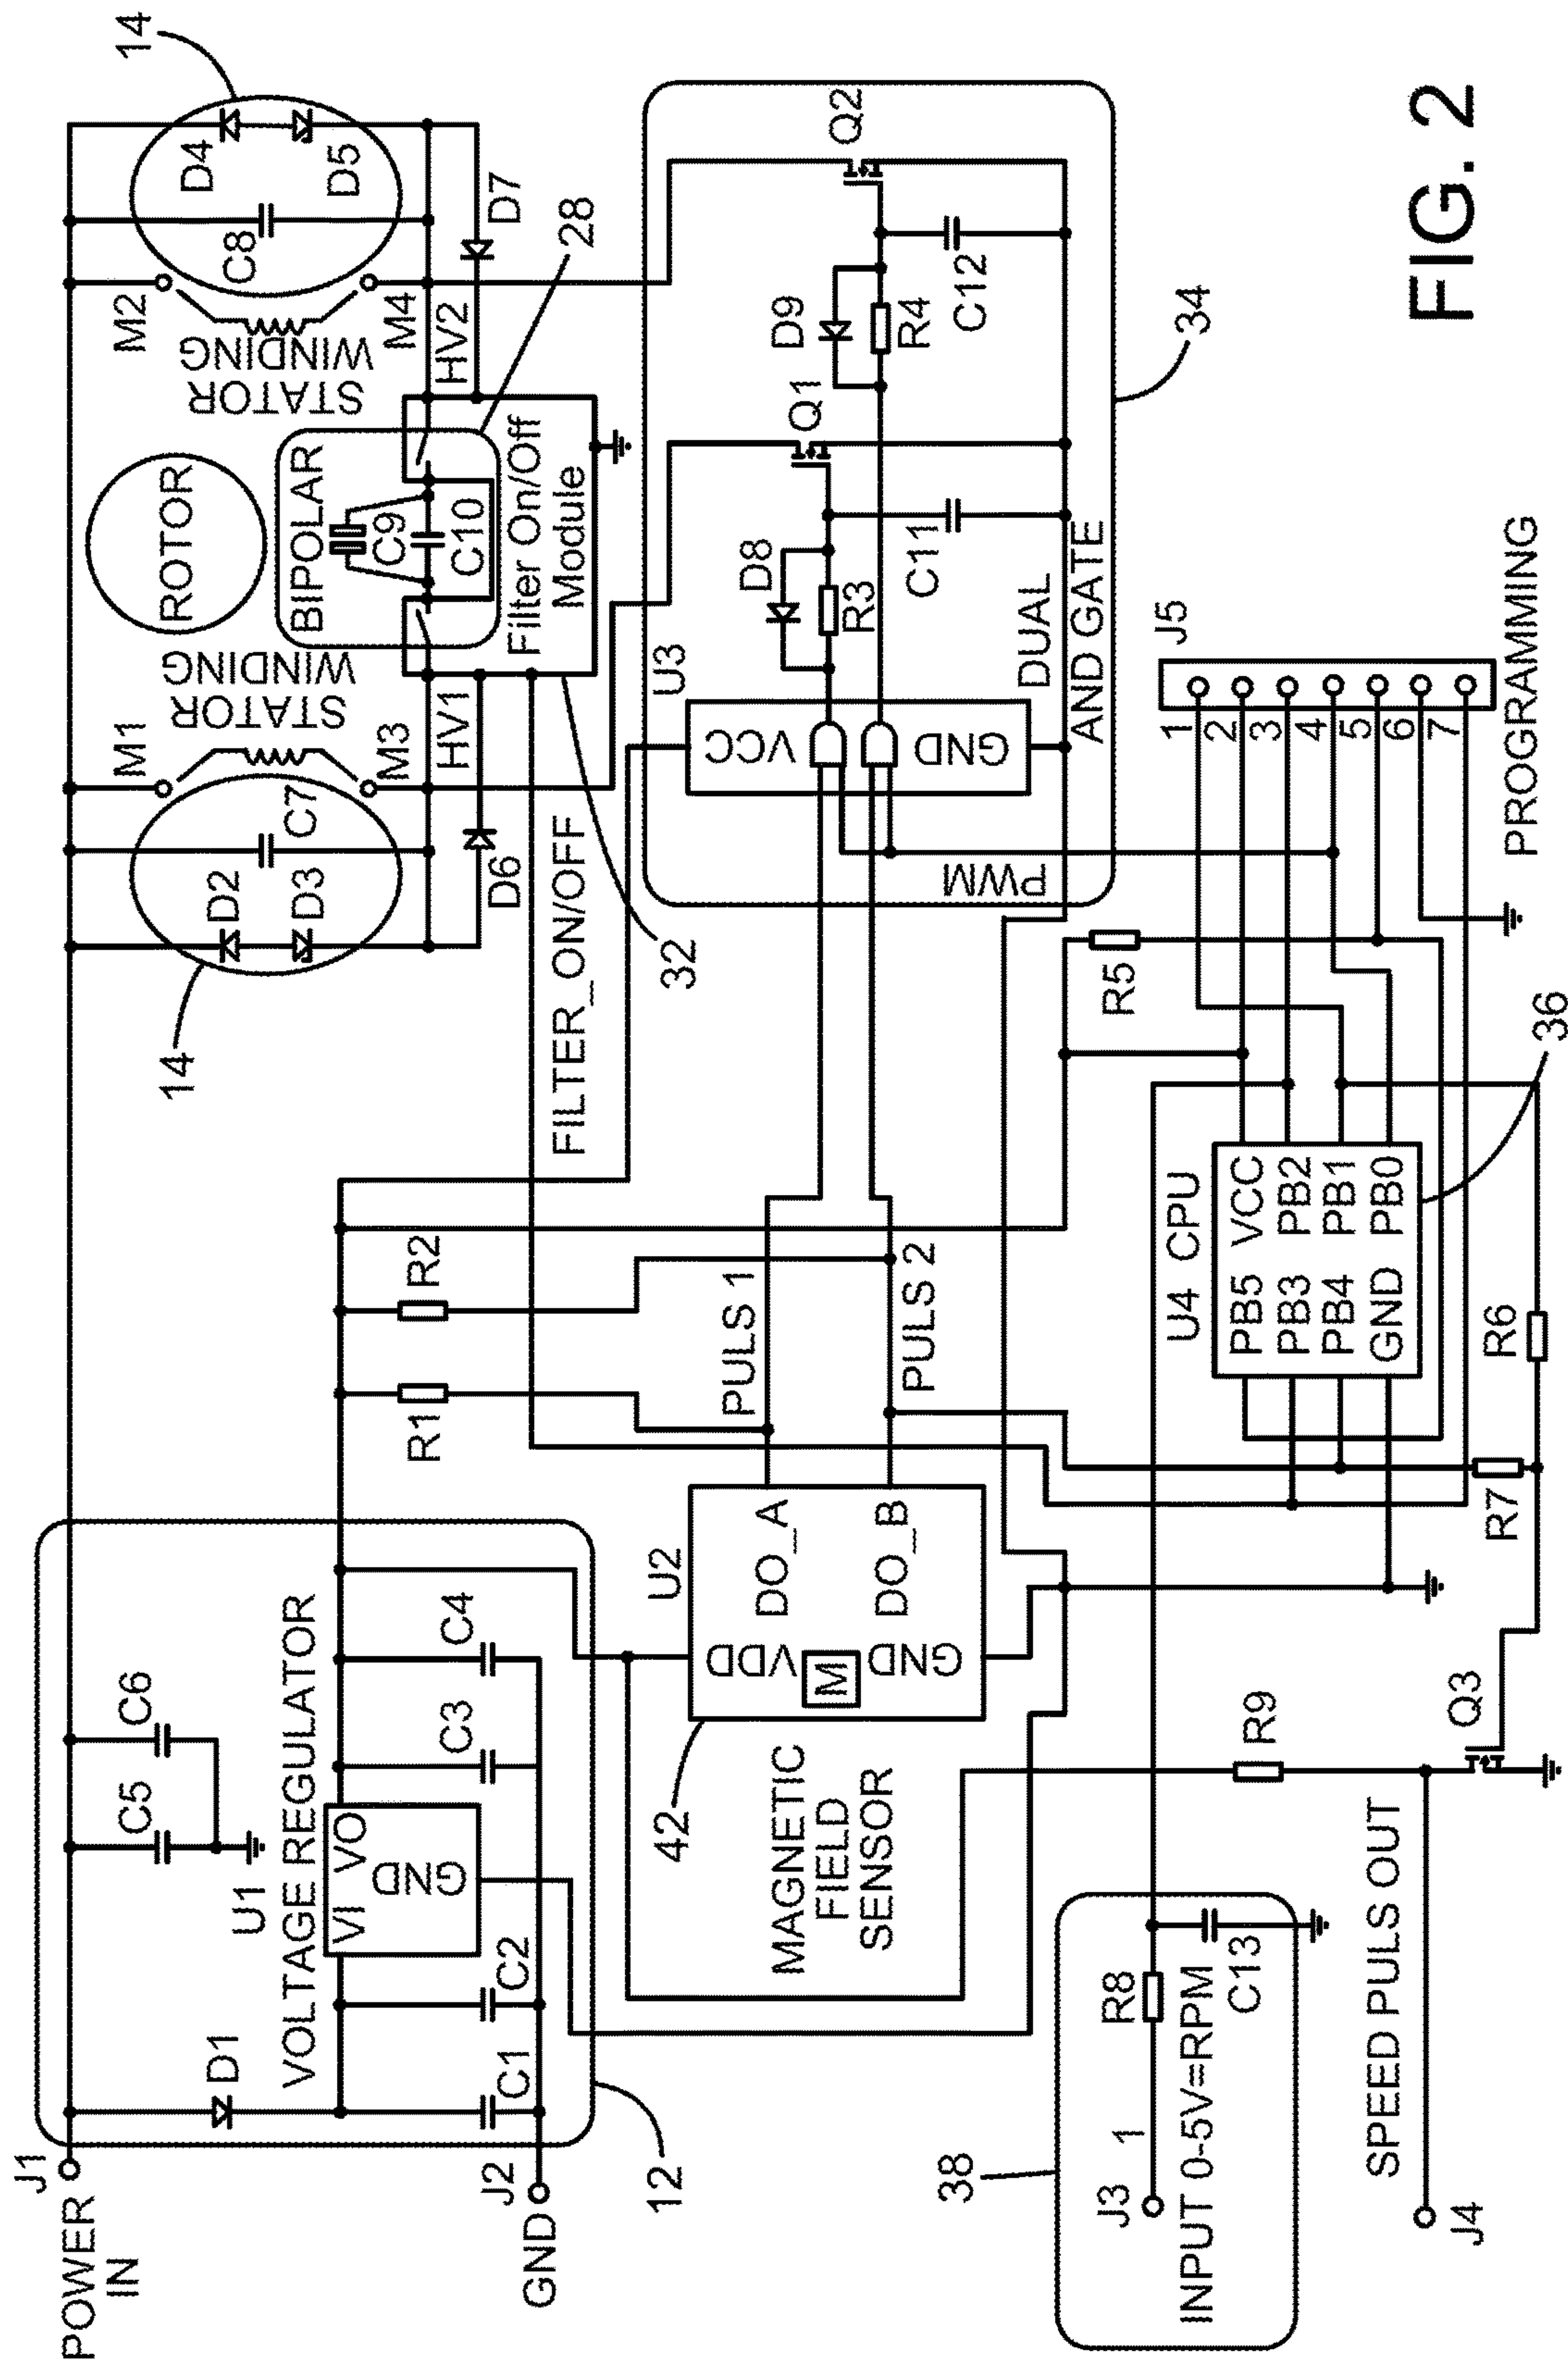 J1
POWER
IN
D1
C5
C6
U1
VOLTAGE REGULATOR
VI
VO
GND
C1
C2
C3
C4
J2
GND
12
R1
R2
14
D2
D3
C7
M1
M3
STATOR
WINDING
HV1
D6
ROTOR
BIPOLAR
C9
C10
Filter On/Off
Module
28
32
FILTER_ON/OFF
M2
M4
STATOR
WINDING
HV2
C8
D4
D5
D7
14
42
U2
VDD
GND
M
DO_A
DO_B
MAGNETIC
FIELD
SENSOR
PULS 1
PULS 2
U3
VCC
GND
PWM
DUAL
AND GATE
D8
R3
C11
Q1
D9
R4
C12
Q2
34
38
J3
1
R8
INPUT 0-5V=RPM
C13
R9
SPEED PULS OUT
J4
Q3
R7
R6
R5
U4
CPU
PB5
VCC
PB3
PB2
PB4
PB1
GND
PB0
36
J5
1
2
3
4
5
6
7
PROGRAMMING
FIG. 2